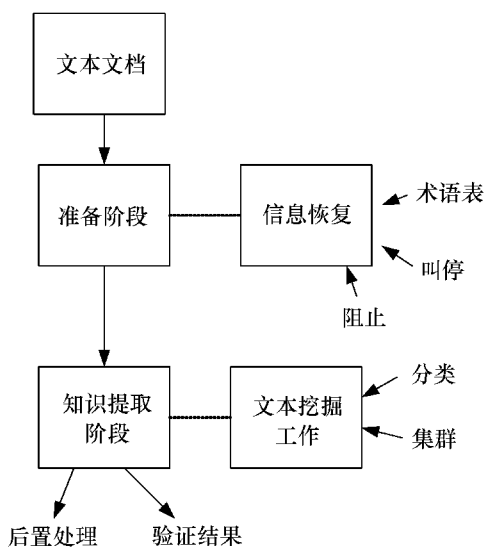 文本文档
准备阶段
信息恢复
术语表
叫停
阻止
知识提取
阶段
文本挖掘
工作
分类
集群
后置处理
验证结果